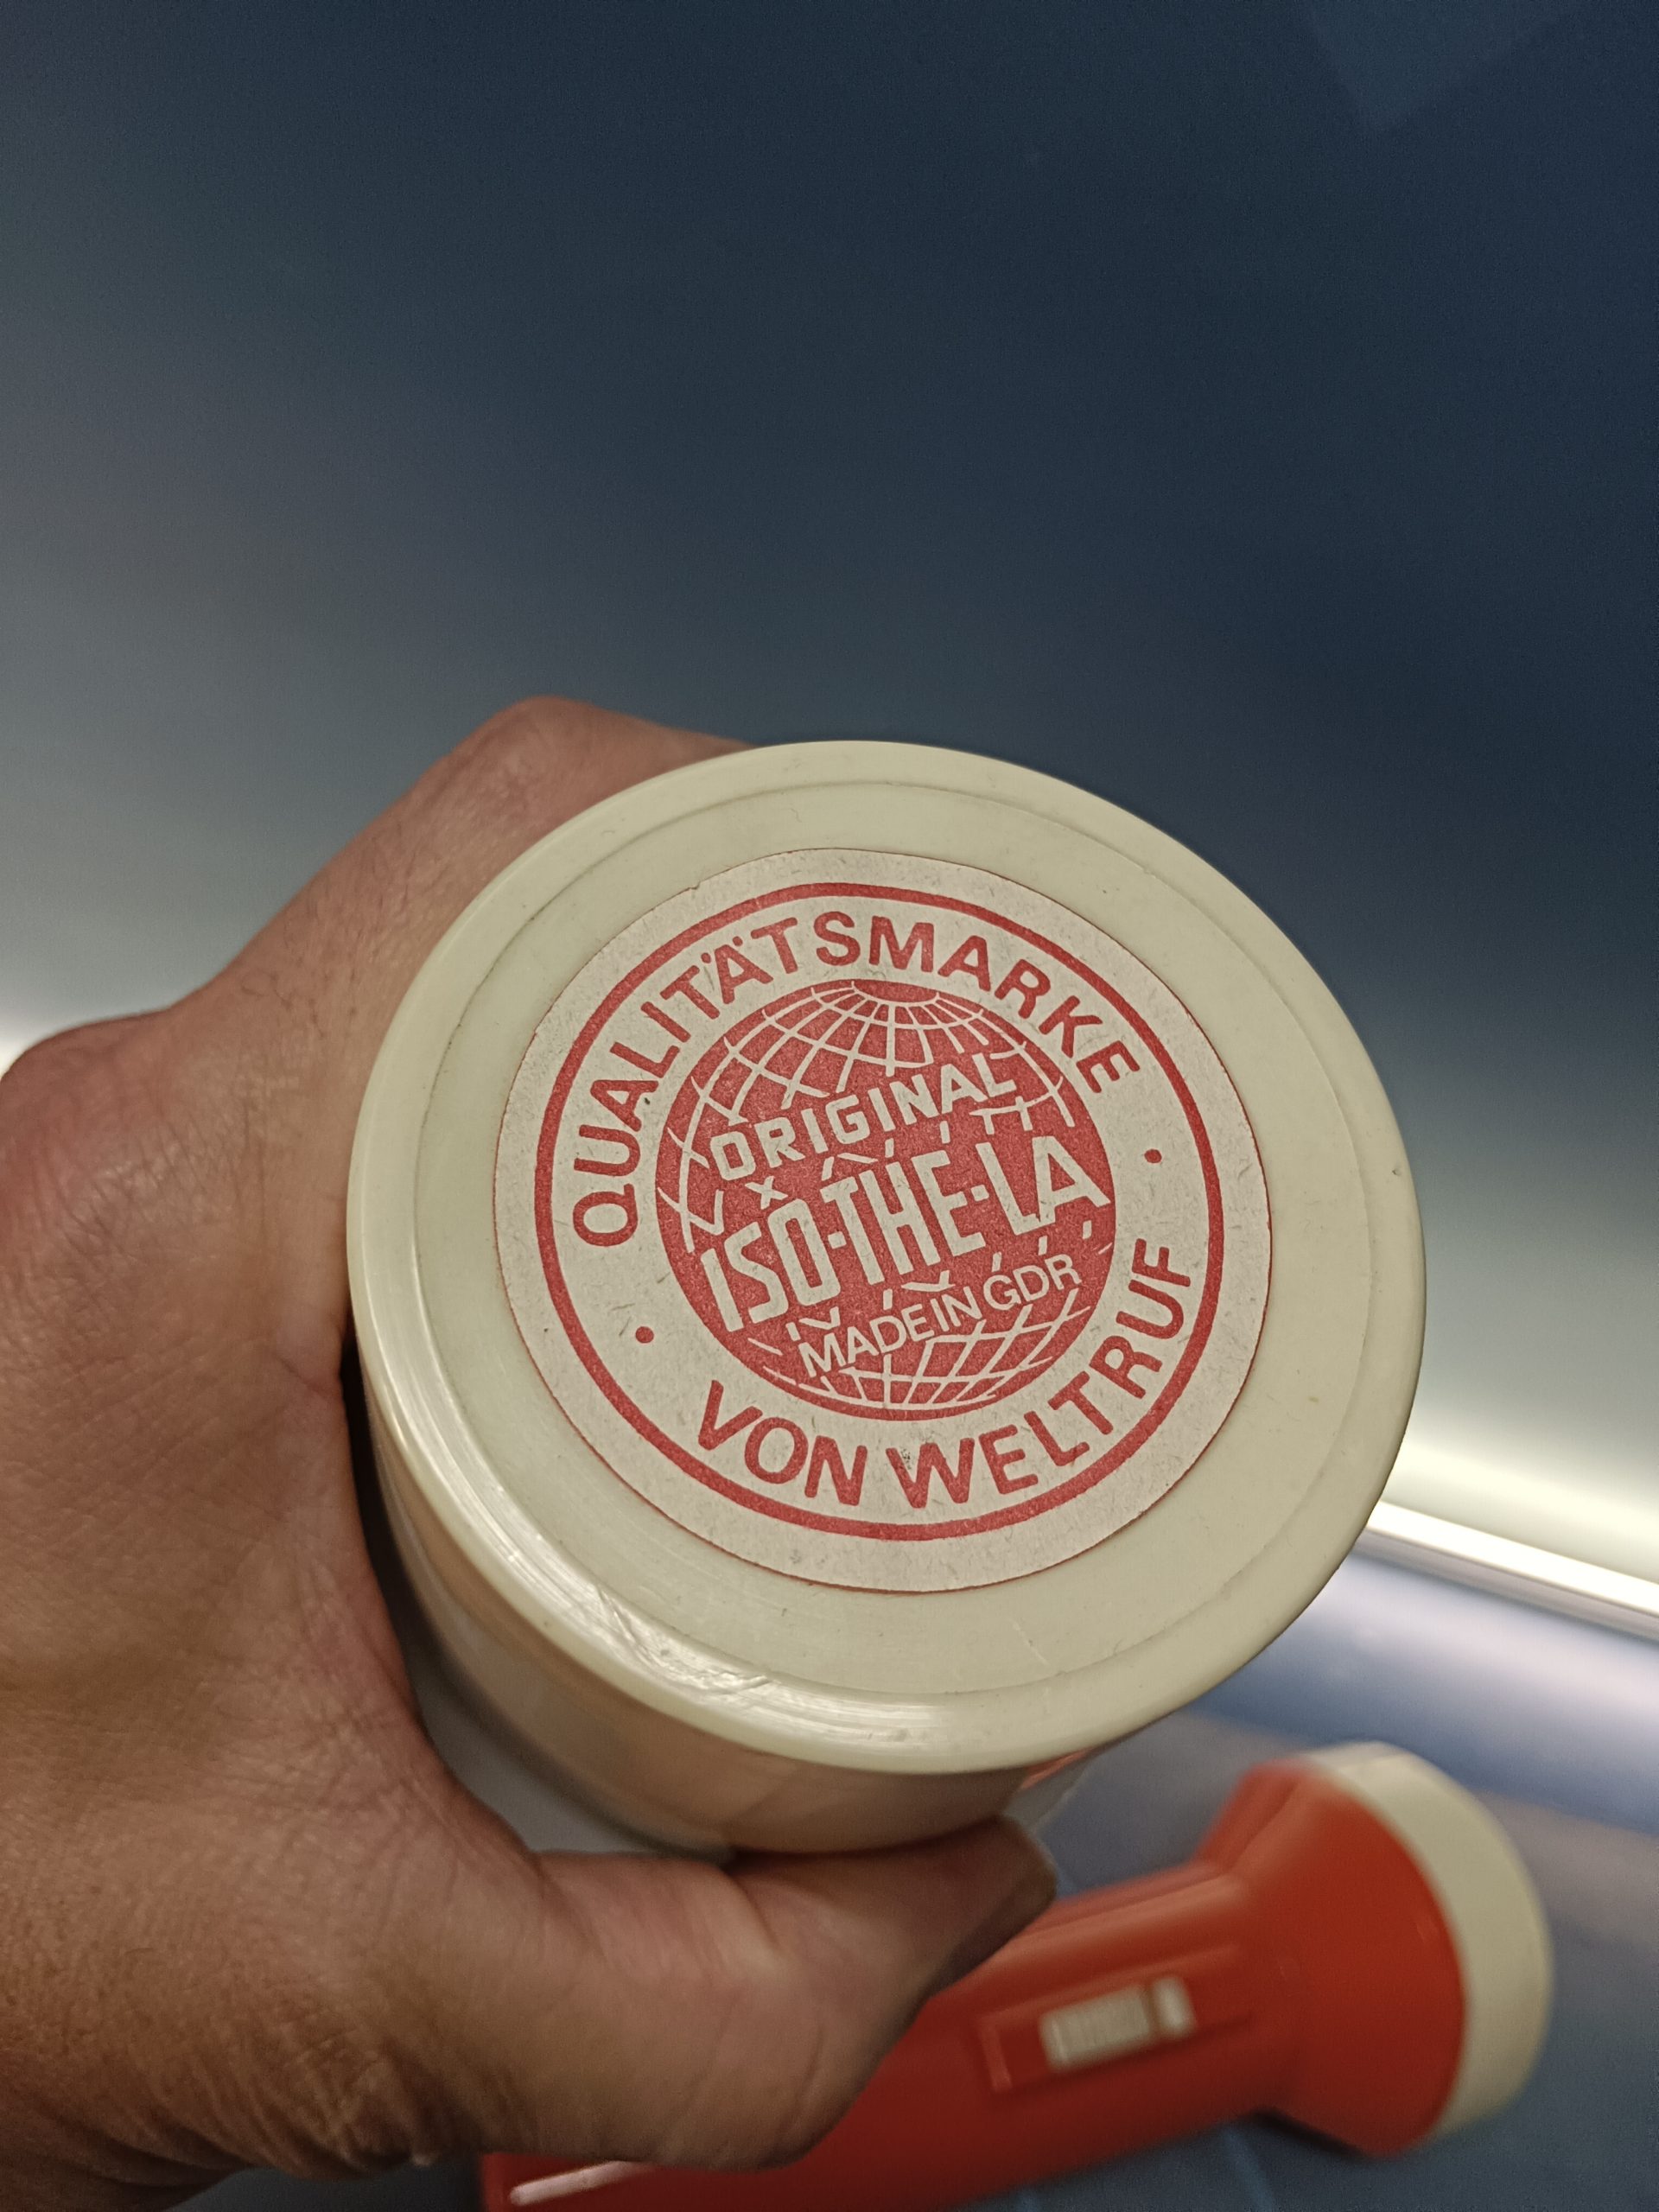 QUALITÄTSMARKE
ORIGINAL
ISO-THE-LA
MADE IN GDR
VON WELTRUF